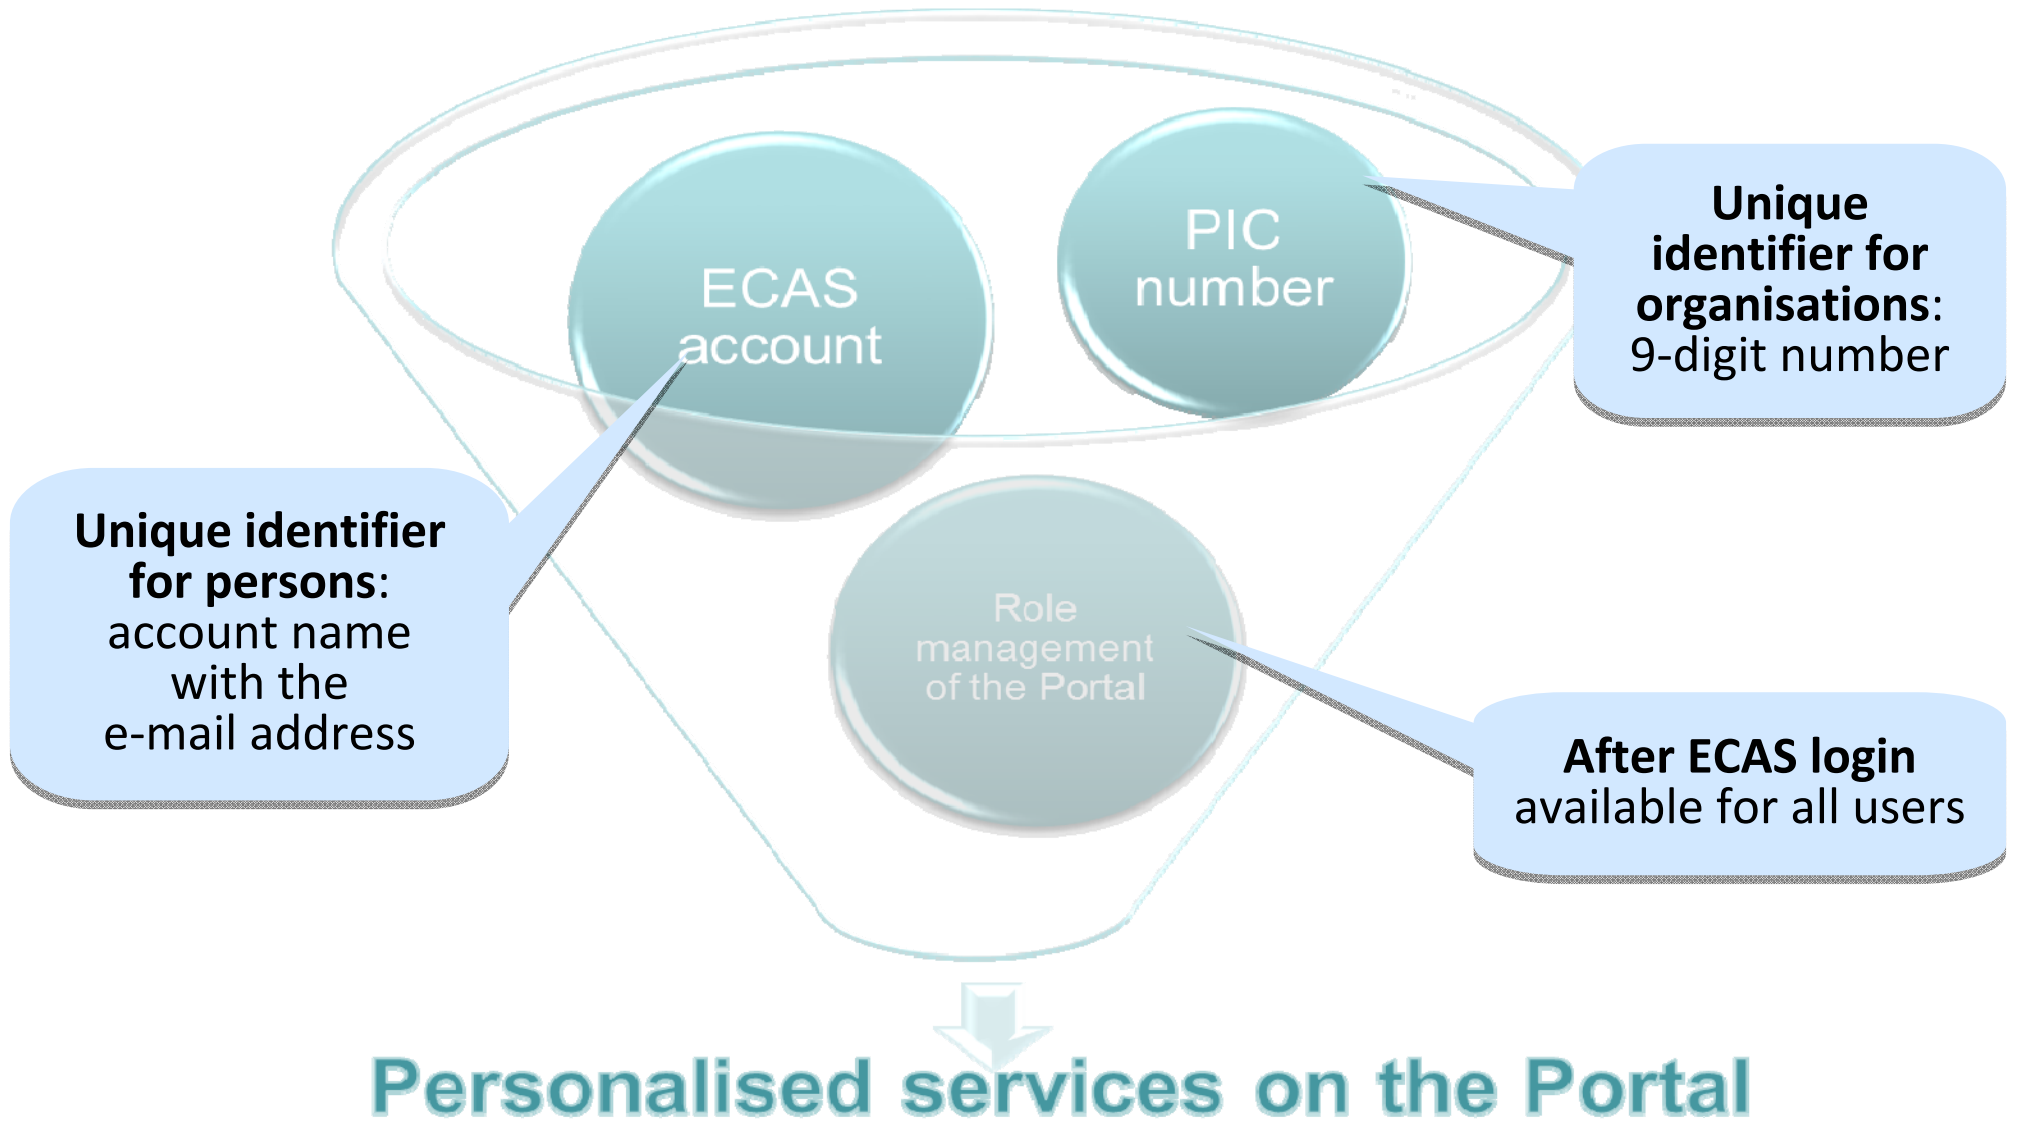 PIC
number
Unique
identifier for
organisations:
9-digit number
ECAS
account
Unique identifier
for persons:
account name
with the
e-mail address
Role
management
of the Portal
After ECAS login
available for all users
Personalised services on the Portal